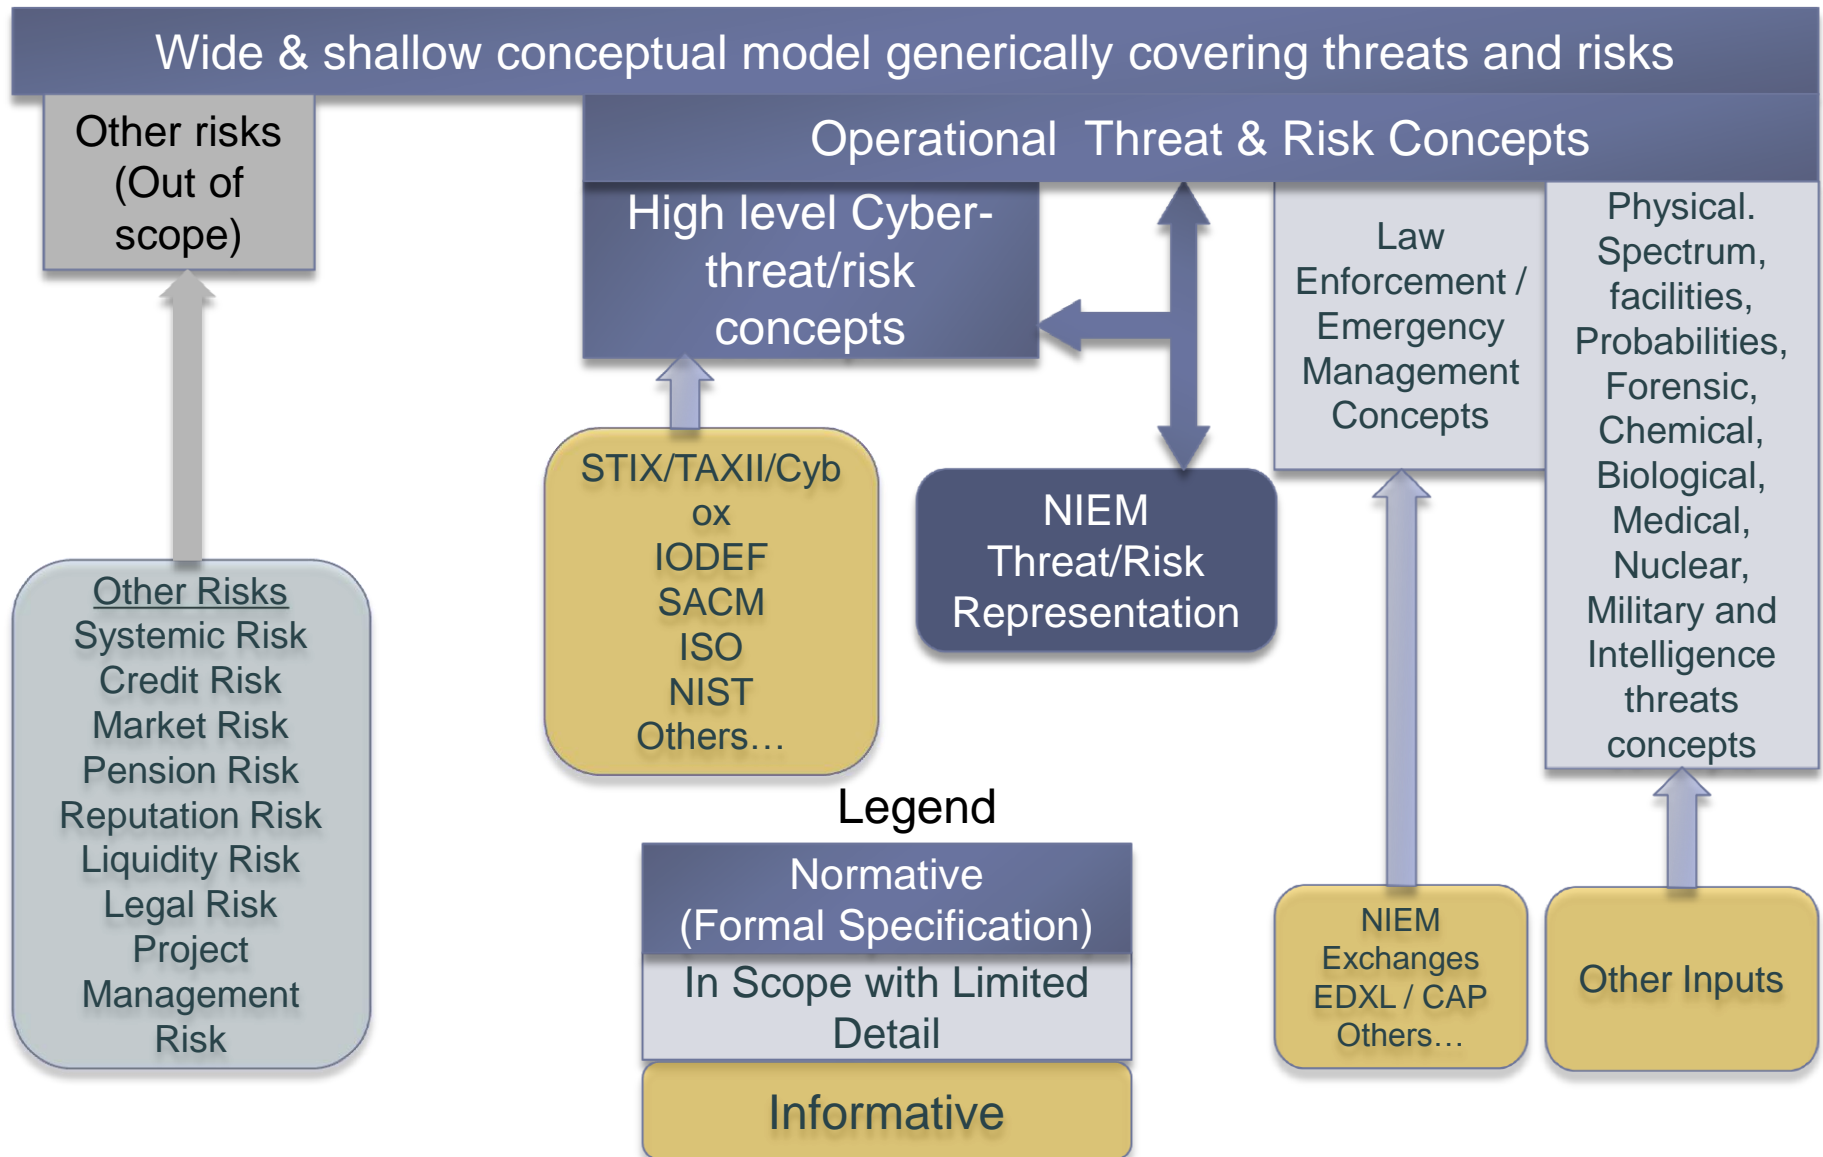 Wide & shallow conceptual model generically covering threats and risks
Other risks
(Out of
scope)
Operational Threat & Risk Concepts
High level Cyber-
threat/risk
concepts
Law
Enforcement /
Emergency
Management
Concepts
Physical.
Spectrum,
facilities,
Probabilities,
Forensic,
Chemical,
Biological,
Medical,
Nuclear,
Military and
Intelligence
threats
concepts
STIX/TAXII/Cyb
ox
IODEF
SACM
ISO
NIST
Others…
NIEM
Threat/Risk
Representation
Other Risks
Systemic Risk
Credit Risk
Market Risk
Pension Risk
Reputation Risk
Liquidity Risk
Legal Risk
Project
Management
Risk
Legend
Normative
(Formal Specification)
In Scope with Limited
Detail
Informative
NIEM
Exchanges
EDXL / CAP
Others…
Other Inputs